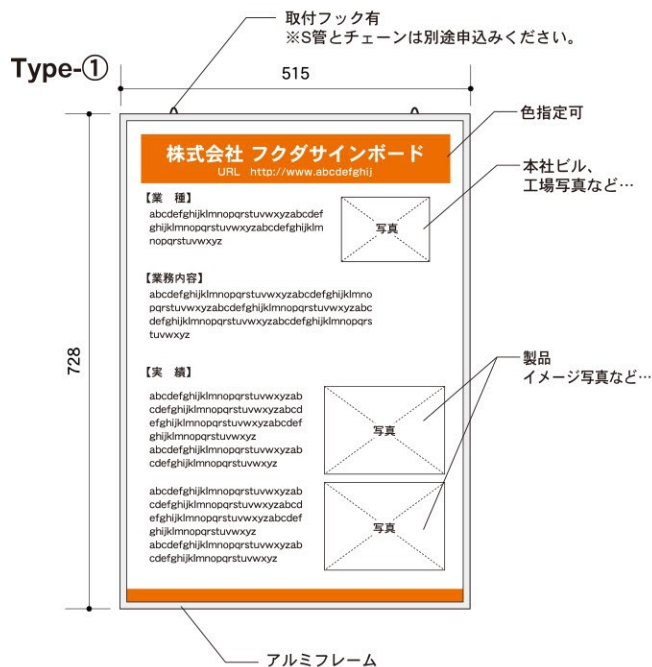 取付フック有
※S管とチェーンは別途申込みください。
Type-①
515
色指定可
株式会社 フクダサインボード
URL http://www.abcdefghij
本社ビル、
工場写真など…
【業　種】
abcdefghijklmnopqrstuvwxyzabcdef
ghijklmnopqrstuvwxyzabcdefghijklm
nopqrstuvwxyz
写真
【業務内容】
abcdefghijklmnopqrstuvwxyzabcdefghijklmno
pqrstuvwxyzabcdefghijklmnopqrstuvwxyzabc
defghijklmnopqrstuvwxyzabcdefghijklmnopqrs
tuvwxyz
728
製品
イメージ写真など…
【実　績】
abcdefghijklmnopqrstuvwxyzab
cdefghijklmnopqrstuvwxyzabcd
efghijklmnopqrstuvwxyzabcdef
ghijklmnopqrstuvwxyz
abcdefghijklmnopqrstuvwxyzab
cdefghijklmnopqrstuvwxyz
写真
abcdefghijklmnopqrstuvwxyzab
cdefghijklmnopqrstuvwxyzabcd
efghijklmnopqrstuvwxyzabcdef
ghijklmnopqrstuvwxyz
abcdefghijklmnopqrstuvwxyzab
cdefghijklmnopqrstuvwxyz
写真
アルミフレーム